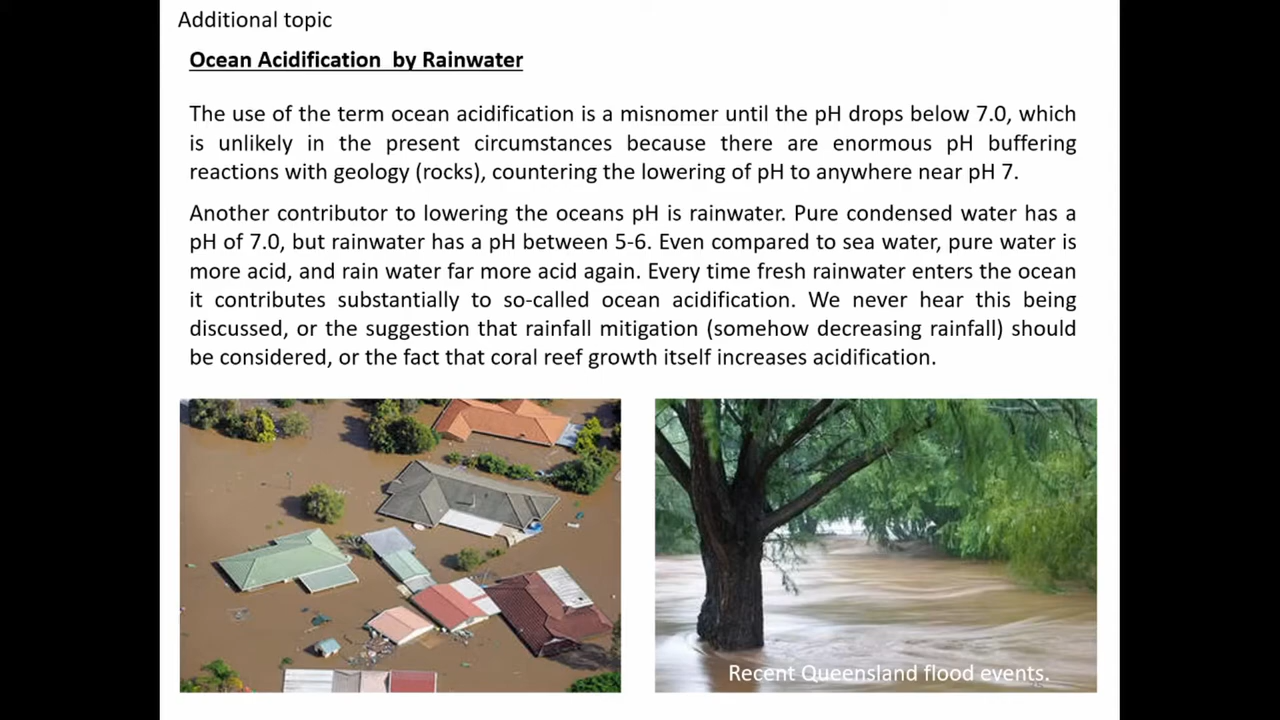 Additional topic
Ocean Acidification by Rainwater
The use of the term ocean acidification is a misnomer until the pH drops below 7.0, which
is unlikely in the present circumstances because there are enormous pH buffering
reactions with geology (rocks), countering the lowering of pH to anywhere near pH 7.
Another contributor to lowering the oceans pH is rainwater. Pure condensed water has a
pH of 7.0, but rainwater has a pH between 5-6. Even compared to sea water, pure water is
more acid, and rain water far more acid again. Every time fresh rainwater enters the ocean
it contributes substantially to so-called ocean acidification. We never hear this being
discussed, or the suggestion that rainfall mitigation (somehow decreasing rainfall) should
be considered, or the fact that coral reef growth itself increases acidification.
Recent Queensland flood events.